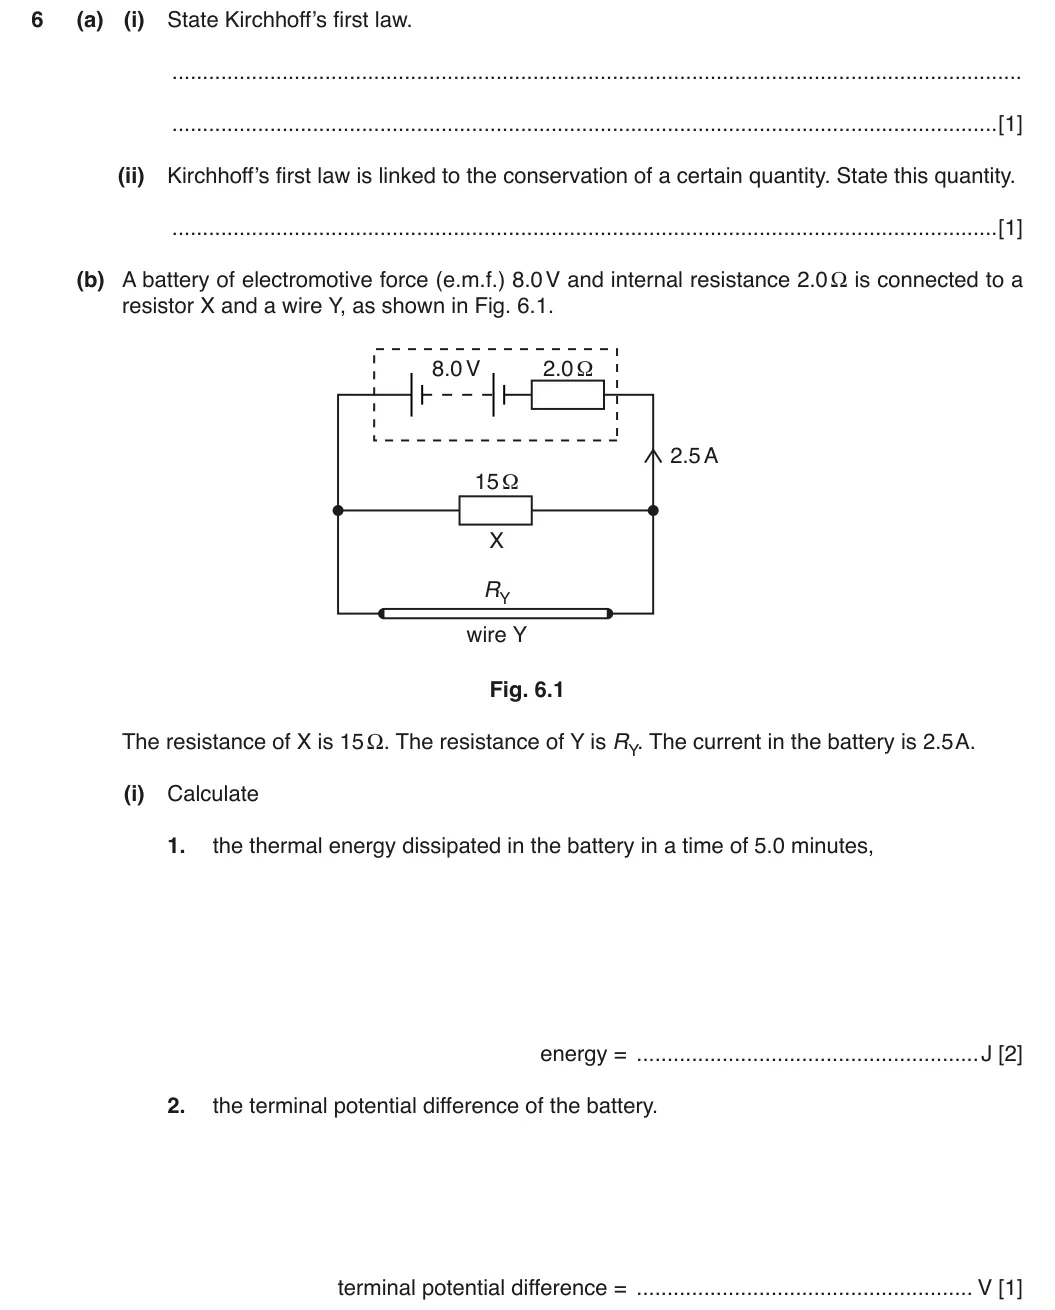 6 (a) (i) State Kirchhoff’s first law.
..........................................................................................................................................
......................................................................................................................................[1]
(ii) Kirchhoff’s first law is linked to the conservation of a certain quantity. State this quantity.
......................................................................................................................................[1]
(b) A battery of electromotive force (e.m.f.) 8.0 V and internal resistance 2.0 Ω is connected to a
resistor X and a wire Y, as shown in Fig. 6.1.
8.0 V 2.0 Ω
2.5 A
15 Ω
X
R_Y
wire Y
Fig. 6.1
The resistance of X is 15 Ω. The resistance of Y is R_Y. The current in the battery is 2.5 A.
(i) Calculate
1. the thermal energy dissipated in the battery in a time of 5.0 minutes,
energy = ........................................................ J [2]
2. the terminal potential difference of the battery.
terminal potential difference = ....................................................... V [1]